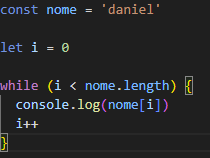 const nome = 'daniel'
let i = 0
while (i < nome.length) {
  console.log(nome[i])
  i++
}